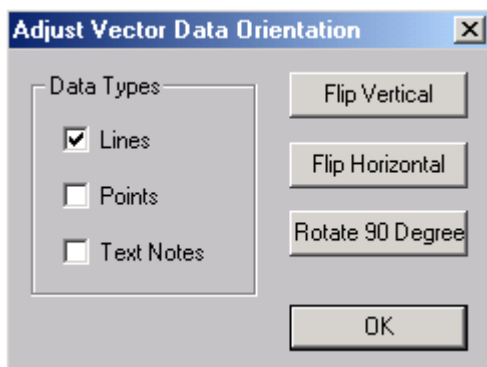 Adjust Vector Data Orientation
Data Types
Lines
Points
Text Notes
Flip Vertical
Flip Horizontal
Rotate 90 Degree
OK